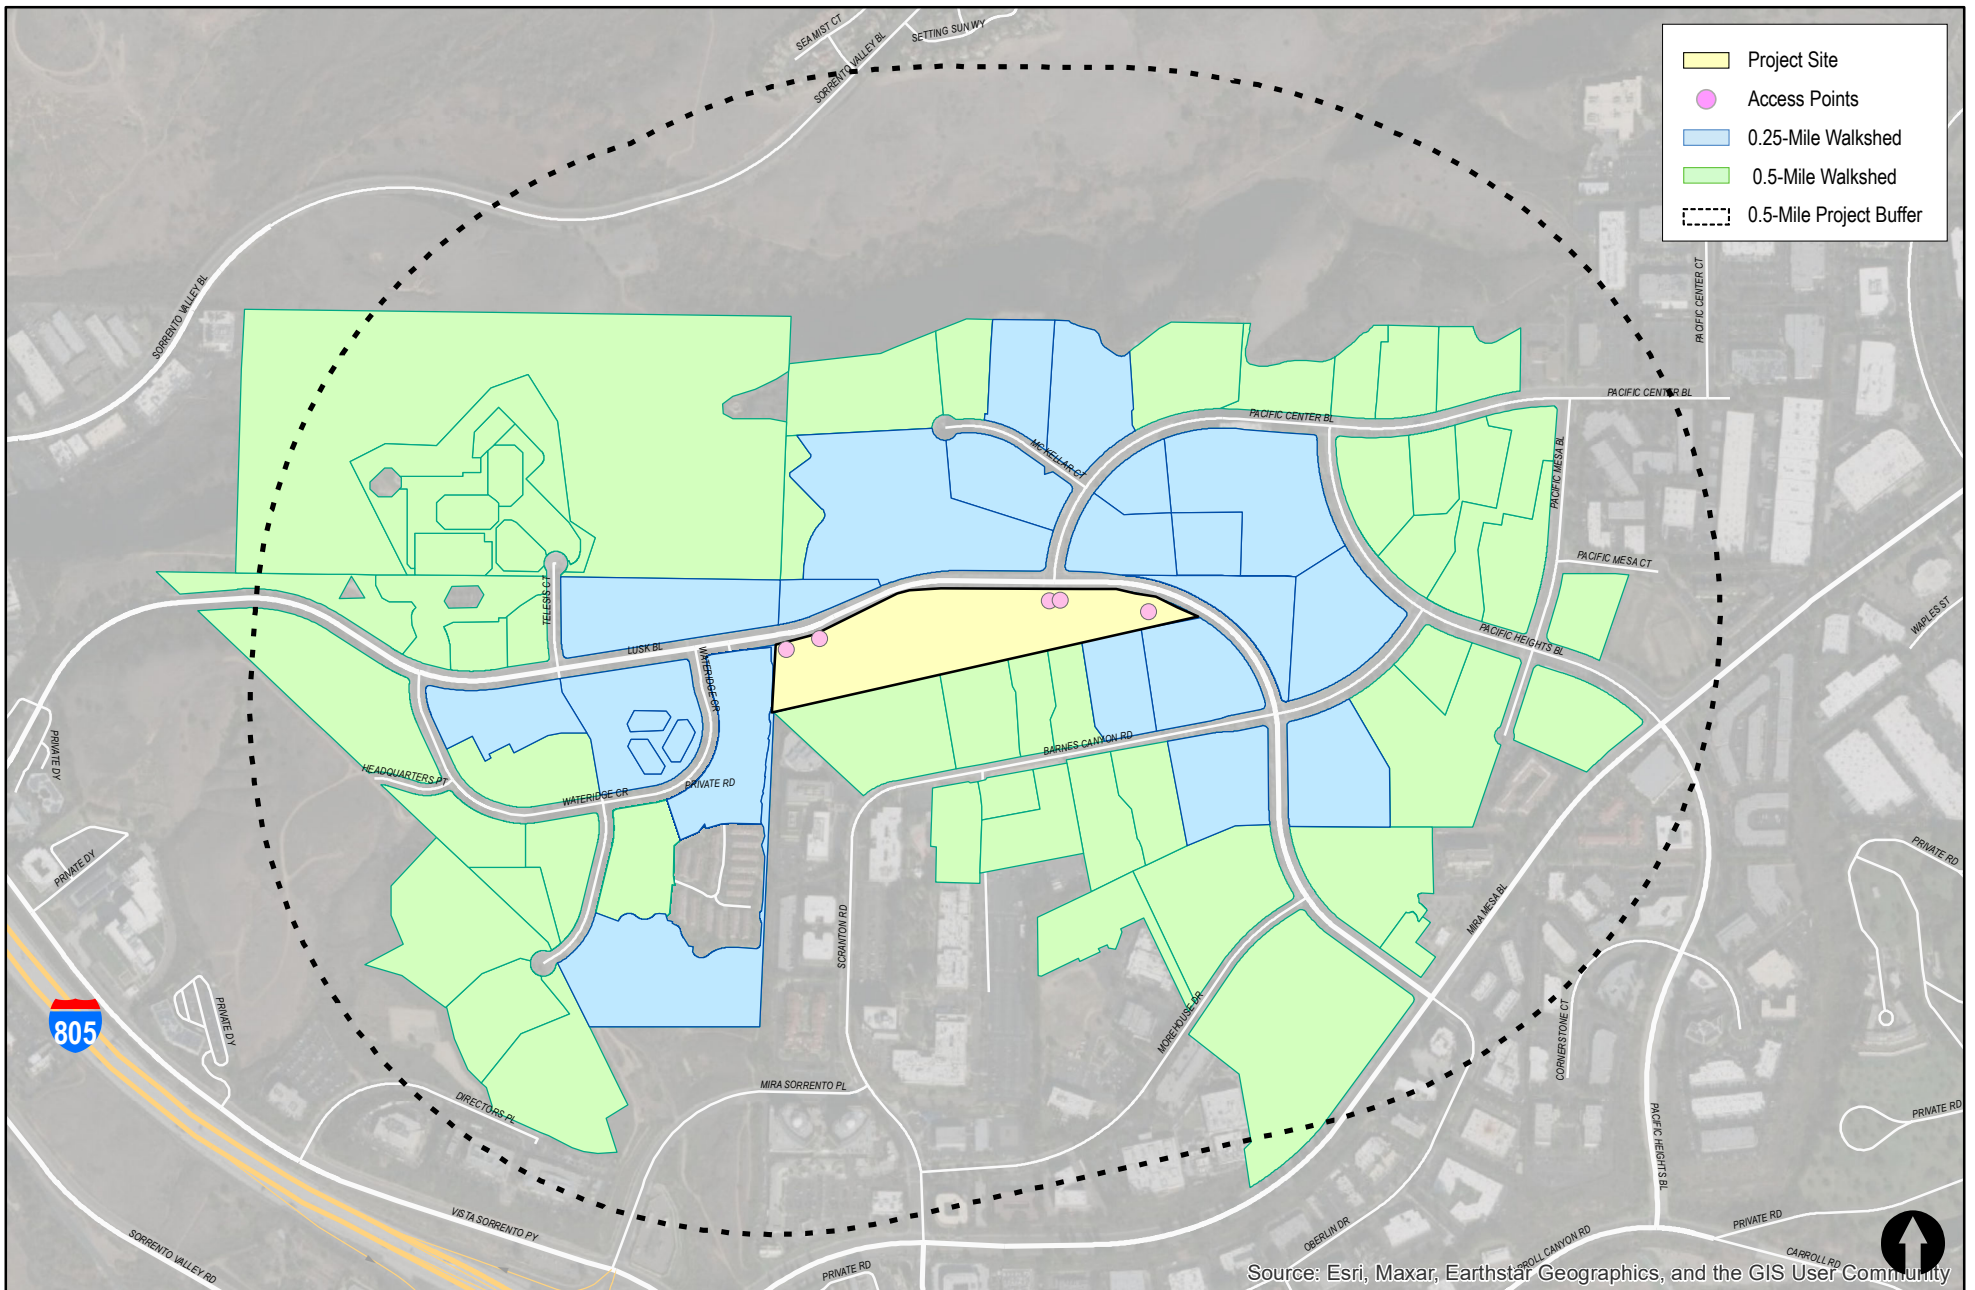 Project Site
Access Points
0.25-Mile Walkshed
0.5-Mile Walkshed
0.5-Mile Project Buffer
SEA MIST CT
SORRENTO VALLEY BL
SETTING SUN WY
SORRENTO VALLEY BL
PACIFIC CENTER CT
PACIFIC CENTER BL
PACIFIC CENTER BL
MC KELLAR CT
PACIFIC MESA BL
PACIFIC MESA CT
WAPLES ST
TELESIS CT
LUSK BL
WATERIDGE CR
PACIFIC HEIGHTS BL
BARNES CANYON RD
PRIVATE DY
HEADQUARTERS PT
WATERIDGE CR
PRIVATE RD
PRIVATE DY
PRIVATE RD
SCRANTON RD
MIRA MESA BL
PRIVATE DY
805
MOREHOUSE DR
CORNERSTONE CT
MIRA SORRENTO PL
DIRECTORS PL
PRIVATE RD
PACIFIC HEIGHTS BL
VISTA SORRENTO PY
SORRENTO VALLEY RD
PRIVATE RD
OBERLIN DR
CARROLL CANYON RD
PRIVATE RD
CARROLL RD
Source: Esri, Maxar, Earthstar Geographics, and the GIS User Community